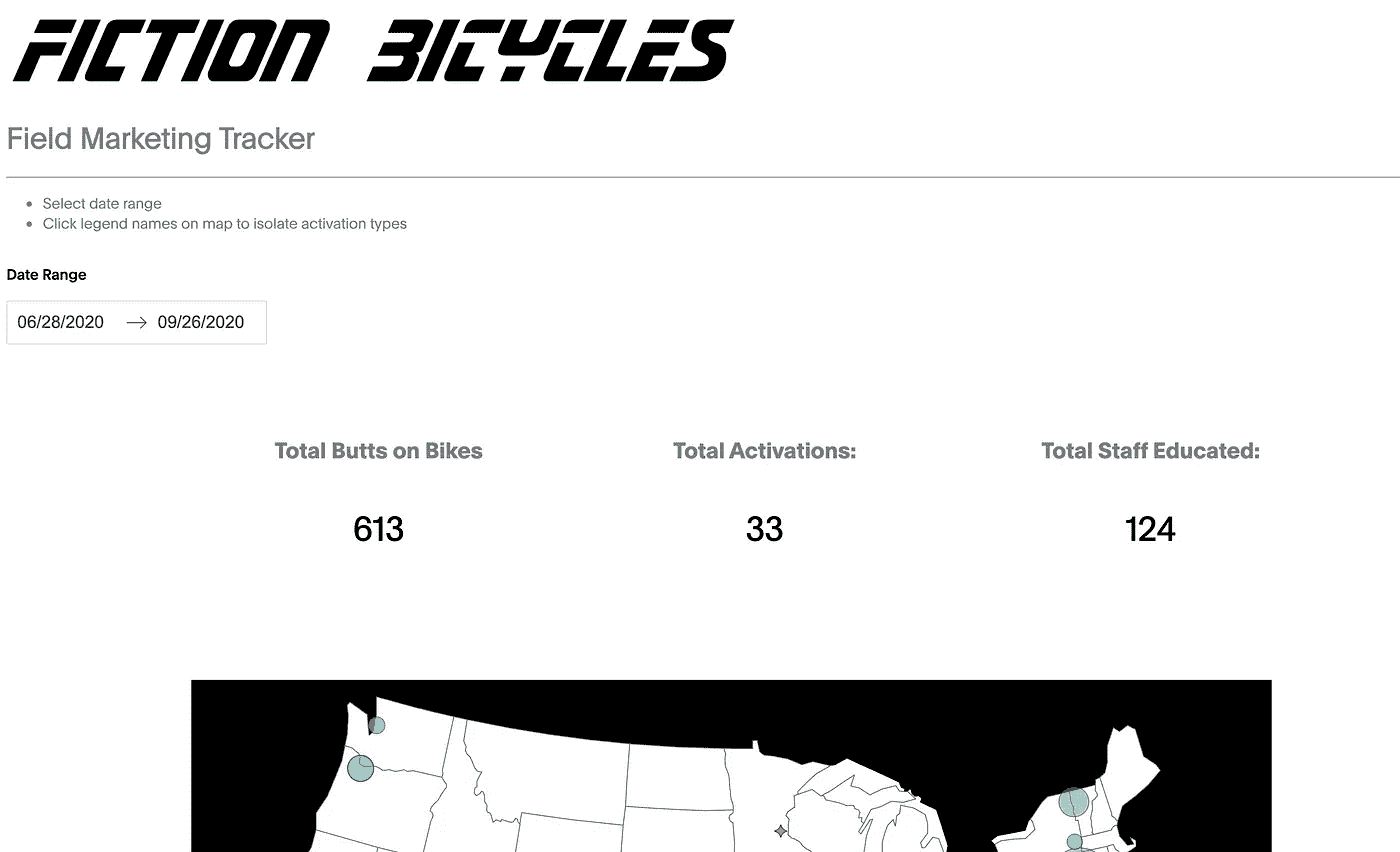 FICTION BICYCLES
Field Marketing Tracker
Select date range
Click legend names on map to isolate activation types
Date Range
06/28/2020 → 09/26/2020
Total Butts on Bikes
Total Activations:
Total Staff Educated:
613
33
124